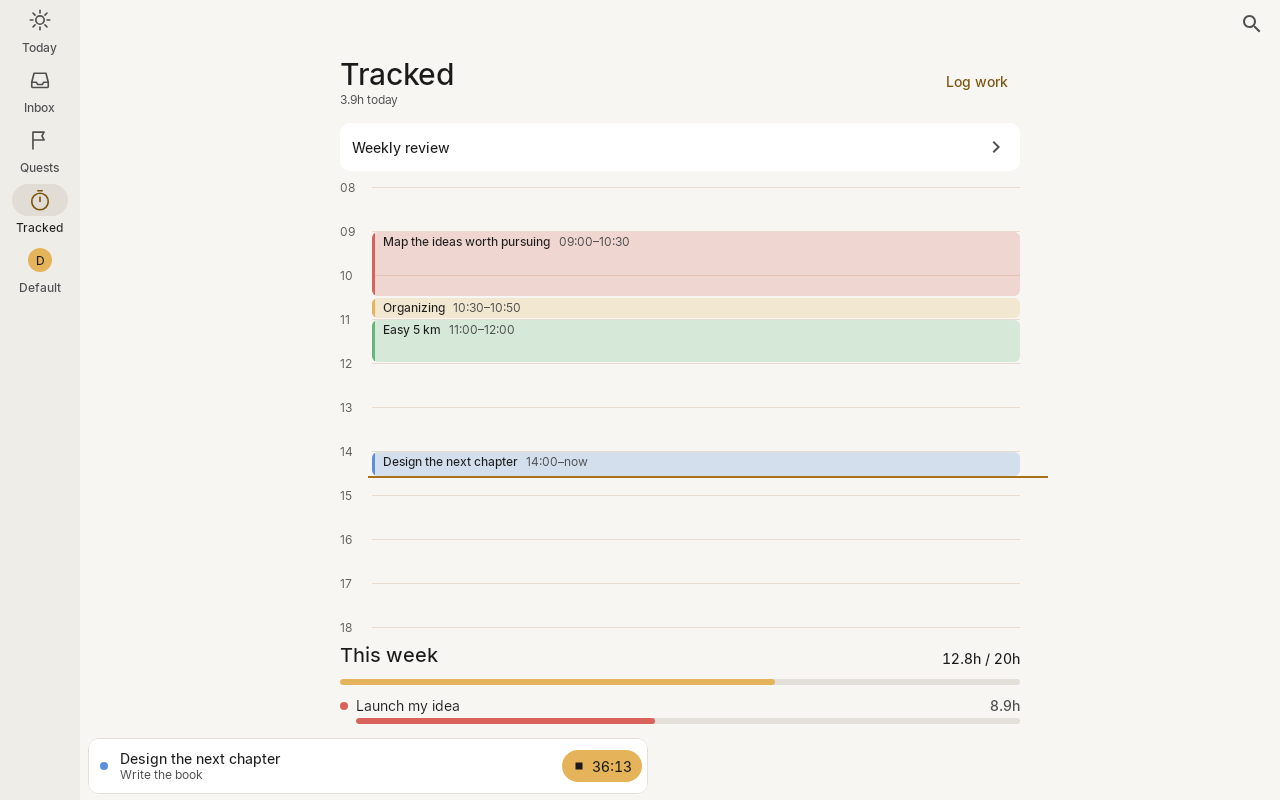 Today
Inbox
Quests
Tracked
D
Default
Tracked
3.9h today
Log work
Weekly review
08
09
Map the ideas worth pursuing 09:00–10:30
10
Organizing 10:30–10:50
11
Easy 5 km 11:00–12:00
12
13
14
Design the next chapter 14:00–now
15
16
17
18
This week
12.8h / 20h
Launch my idea
8.9h
Design the next chapter
Write the book
36:13